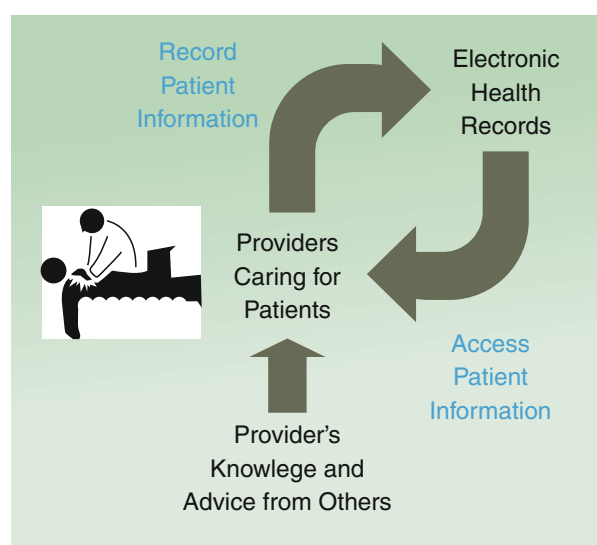 Record
Patient
Information
Electronic
Health
Records
Providers
Caring for
Patients
Access
Patient
Information
Provider’s
Knowlege and
Advice from Others